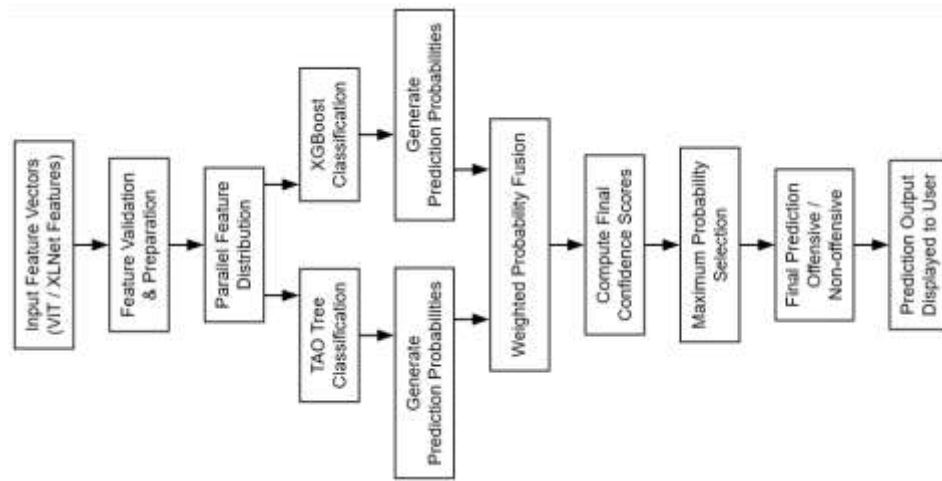 Input Feature Vectors
(VIT / XLNet Features)
Feature Validation
& Preparation
Parallel Feature
Distribution
TAO Tree
Classification
XGBoost
Classification
Generate
Prediction Probabilities
Generate
Prediction Probabilities
Weighted Probability Fusion
Compute Final
Confidence Scores
Maximum Probability
Selection
Final Prediction
Offensive /
Non-offensive
Prediction Output
Displayed to User